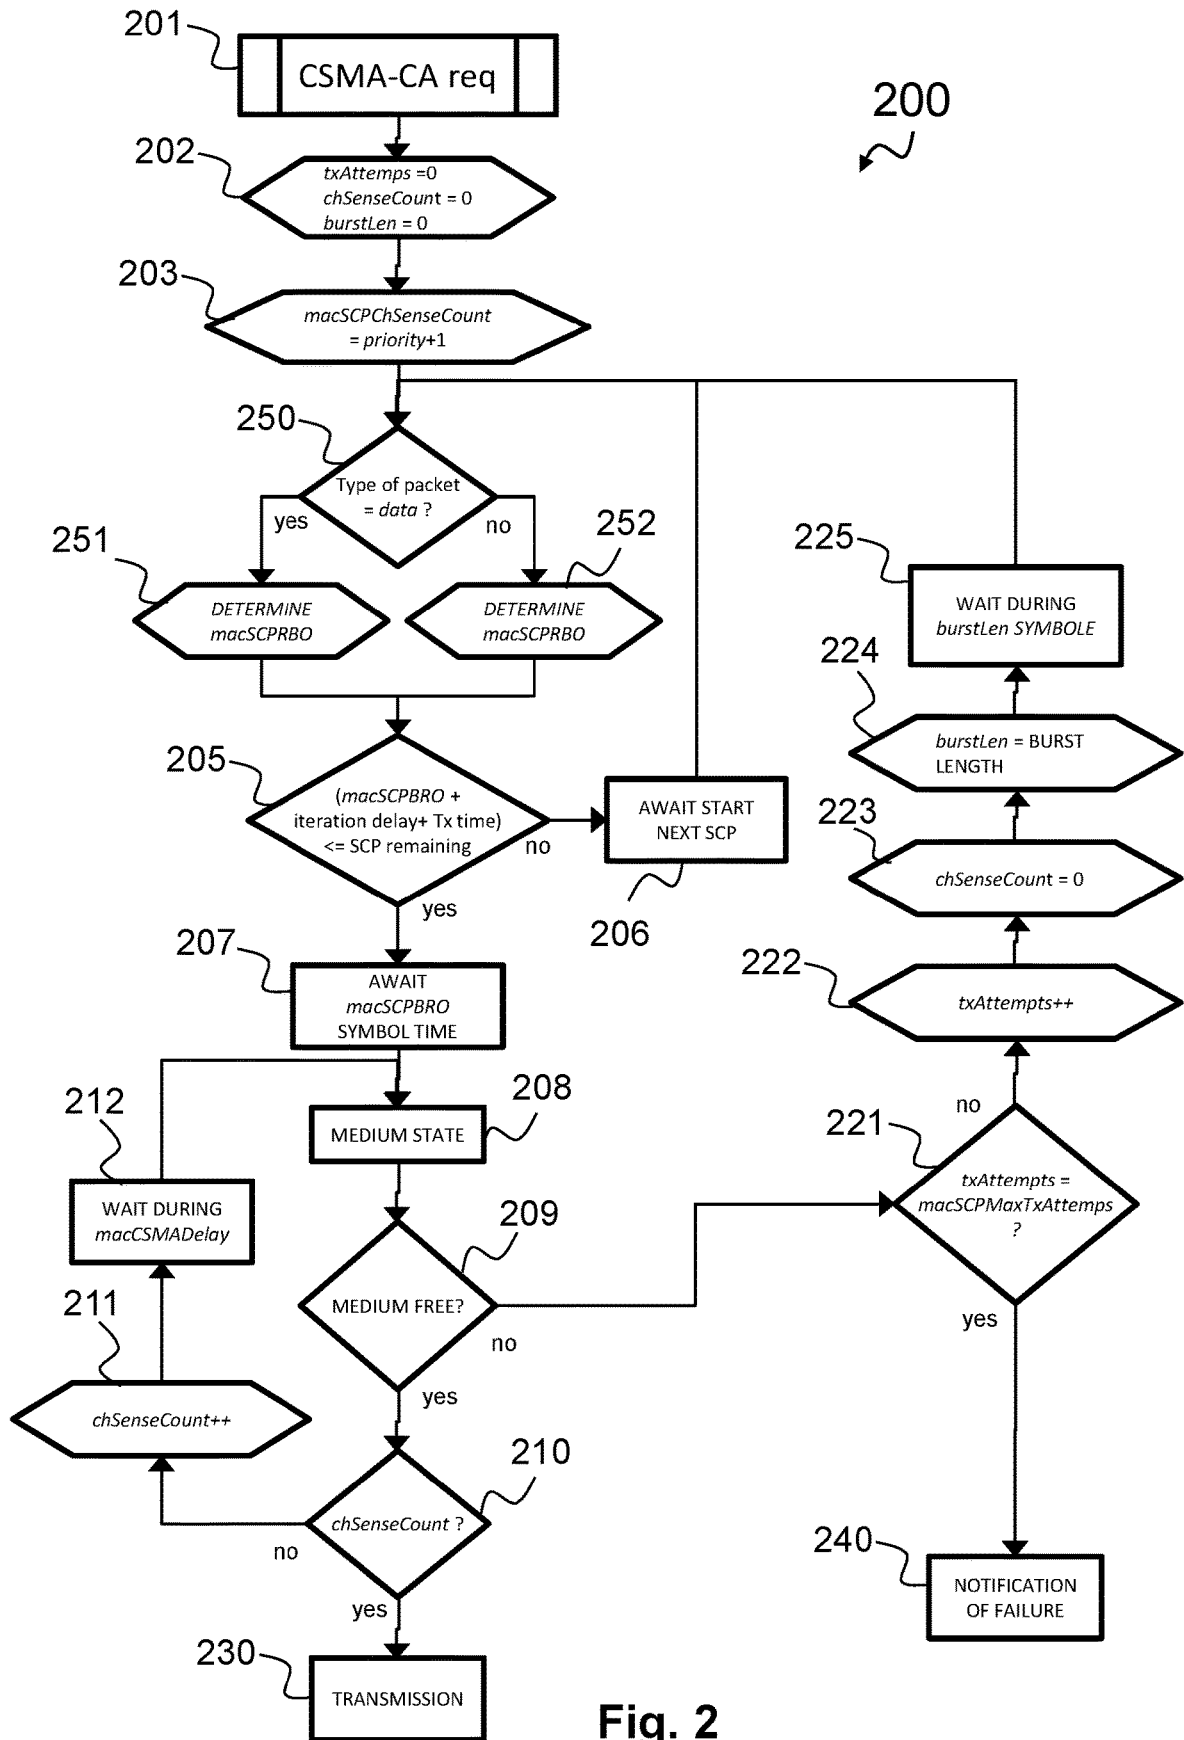 201
CSMA-CA req
200
202
txAttemps =0
chSenseCount = 0
burstLen = 0
203
macSCPChSenseCount
= priority+1
250
Type of packet
= data ?
yes
no
251
252
DETERMINE
macSCPRBO
DETERMINE
macSCPRBO
225
WAIT DURING
burstLen SYMBOLE
224
burstLen = BURST
LENGTH
205
(macSCPBRO +
iteration delay+ Tx time)
<= SCP remaining
no
yes
AWAIT START
NEXT SCP
206
223
chSenseCount = 0
207
AWAIT
macSCPBRO
SYMBOL TIME
222
txAttempts++
212
WAIT DURING
macCSMADelay
208
MEDIUM STATE
no
221
txAttempts =
macSCPMaxTxAttemps
?
yes
209
MEDIUM FREE?
no
yes
211
chSenseCount++
210
chSenseCount ?
no
yes
240
NOTIFICATION
OF FAILURE
230
TRANSMISSION
Fig. 2